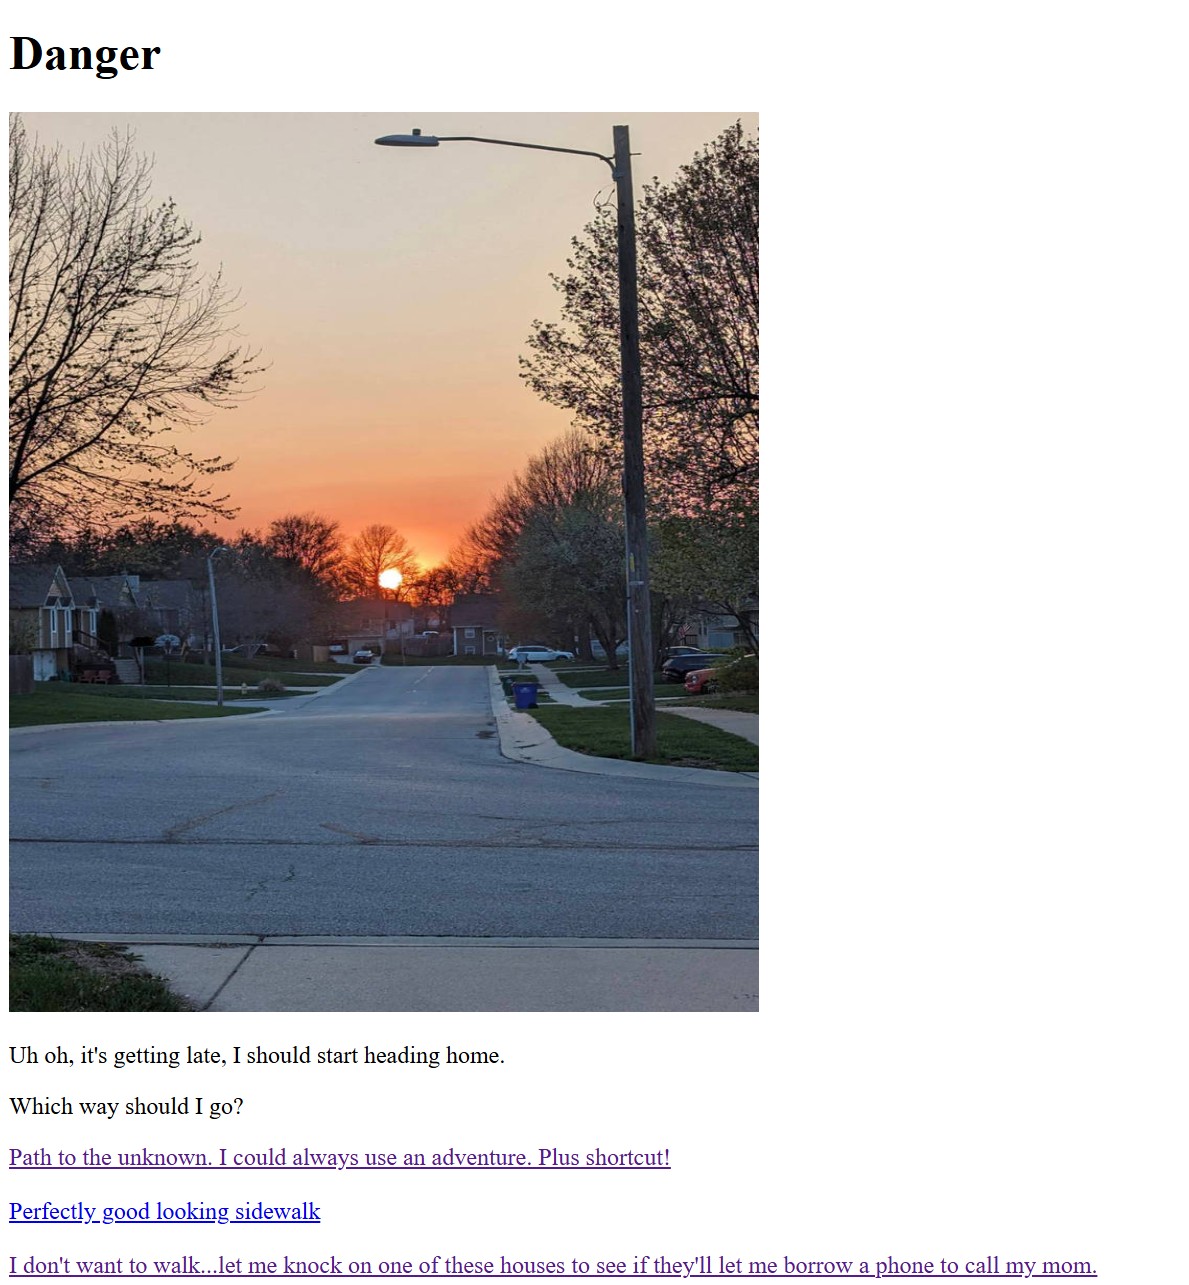 Danger
Uh oh, it's getting late, I should start heading home.
Which way should I go?
Path to the unknown. I could always use an adventure. Plus shortcut!
Perfectly good looking sidewalk
I don't want to walk...let me knock on one of these houses to see if they'll let me borrow a phone to call my mom.